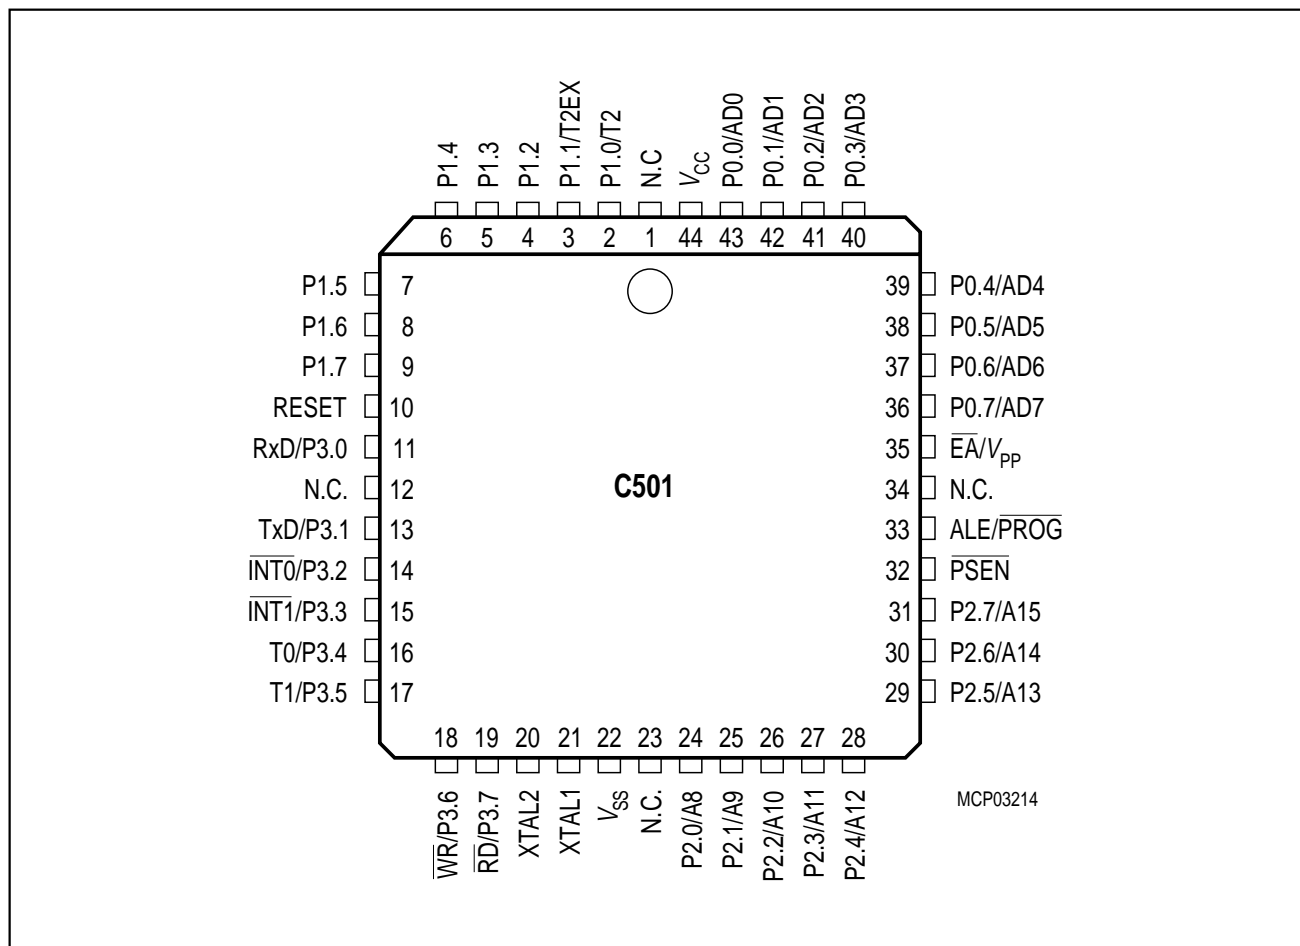 P1.4
P1.3
P1.2
P1.1/T2EX
P1.0/T2
N.C
VCC
P0.0/AD0
P0.1/AD1
P0.2/AD2
P0.3/AD3
6 5 4 3 2 1 44 43 42 41 40
P1.5 7 39 P0.4/AD4
P1.6 8 38 P0.5/AD5
P1.7 9 37 P0.6/AD6
RESET 10 36 P0.7/AD7
RxD/P3.0 11 35 E̅A̅/VPP
N.C. 12 34 N.C.
C501
TxD/P3.1 13 33 ALE/P̅R̅O̅G̅
I̅N̅T̅0̅/P3.2 14 32 P̅S̅E̅N̅
I̅N̅T̅1̅/P3.3 15 31 P2.7/A15
T0/P3.4 16 30 P2.6/A14
T1/P3.5 17 29 P2.5/A13
18 19 20 21 22 23 24 25 26 27 28
W̅R̅/P3.6
R̅D̅/P3.7
XTAL2
XTAL1
VSS
N.C.
P2.0/A8
P2.1/A9
P2.2/A10
P2.3/A11
P2.4/A12
MCP03214